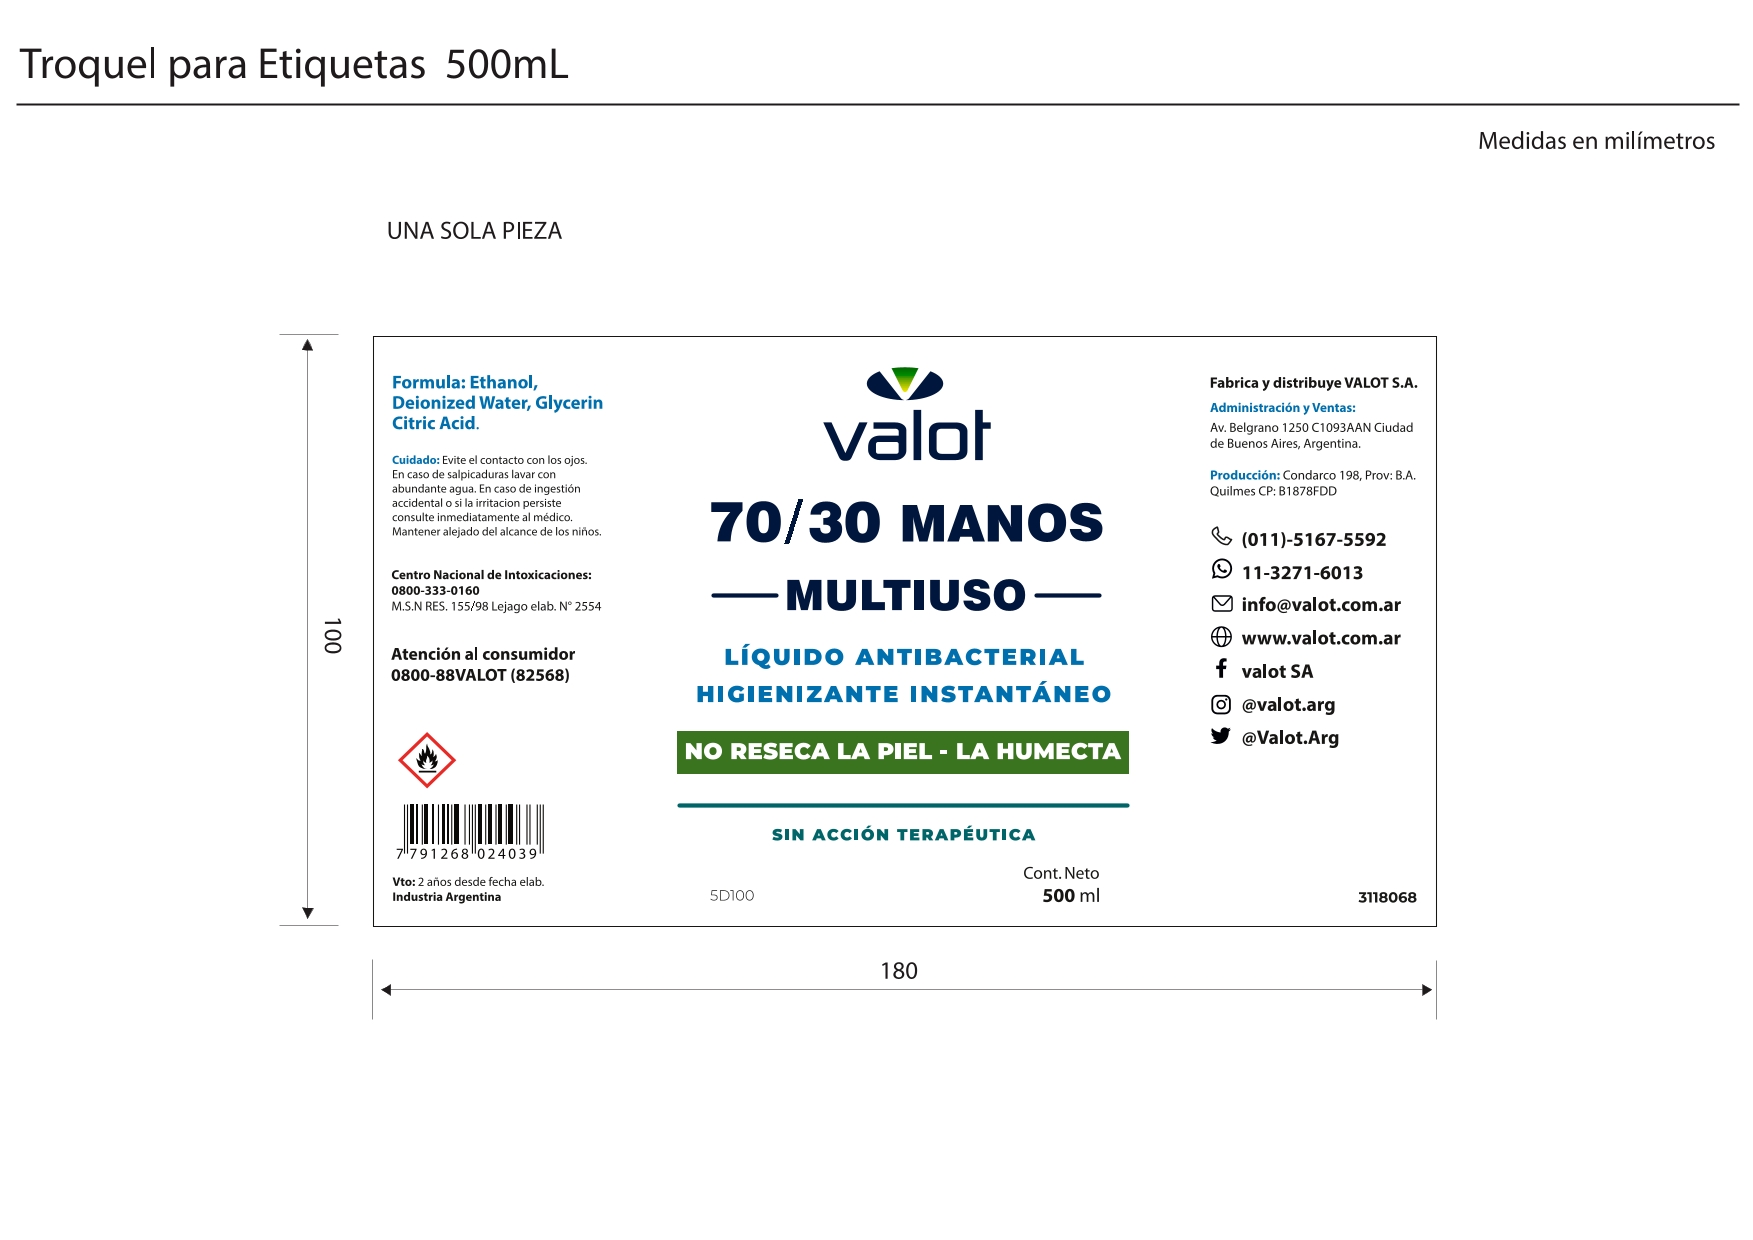 Troquel para Etiquetas 500mL
Medidas en milímetros
UNA SOLA PIEZA
100
Formula: Ethanol,
Deionized Water, Glycerin
Citric Acid.
Cuidado: Evite el contacto con los ojos.
En caso de salpicaduras lavar con
abundante agua. En caso de ingestión
accidental o si la irritacion persiste
consulte inmediatamente al médico.
Mantener alejado del alcance de los niños.
Centro Nacional de Intoxicaciones:
0800-333-0160
M.S.N RES. 155/98 Lejago elab. N° 2554
Atención al consumidor
0800-88VALOT (82568)
7 791268 024039
Vto: 2 años desde fecha elab.
Industria Argentina
valot
70/30 MANOS
MULTIUSO
LÍQUIDO ANTIBACTERIAL
HIGIENIZANTE INSTANTÁNEO
NO RESECA LA PIEL - LA HUMECTA
SIN ACCIÓN TERAPÉUTICA
Cont. Neto
500 ml
5D100
Fabrica y distribuye VALOT S.A.
Administración y Ventas:
Av. Belgrano 1250 C1093AAN Ciudad
de Buenos Aires, Argentina.
Producción: Condarco 198, Prov: B.A.
Quilmes CP: B1878FDD
(011)-5167-5592
11-3271-6013
info@valot.com.ar
www.valot.com.ar
valot SA
@valot.arg
@Valot.Arg
3118068
180